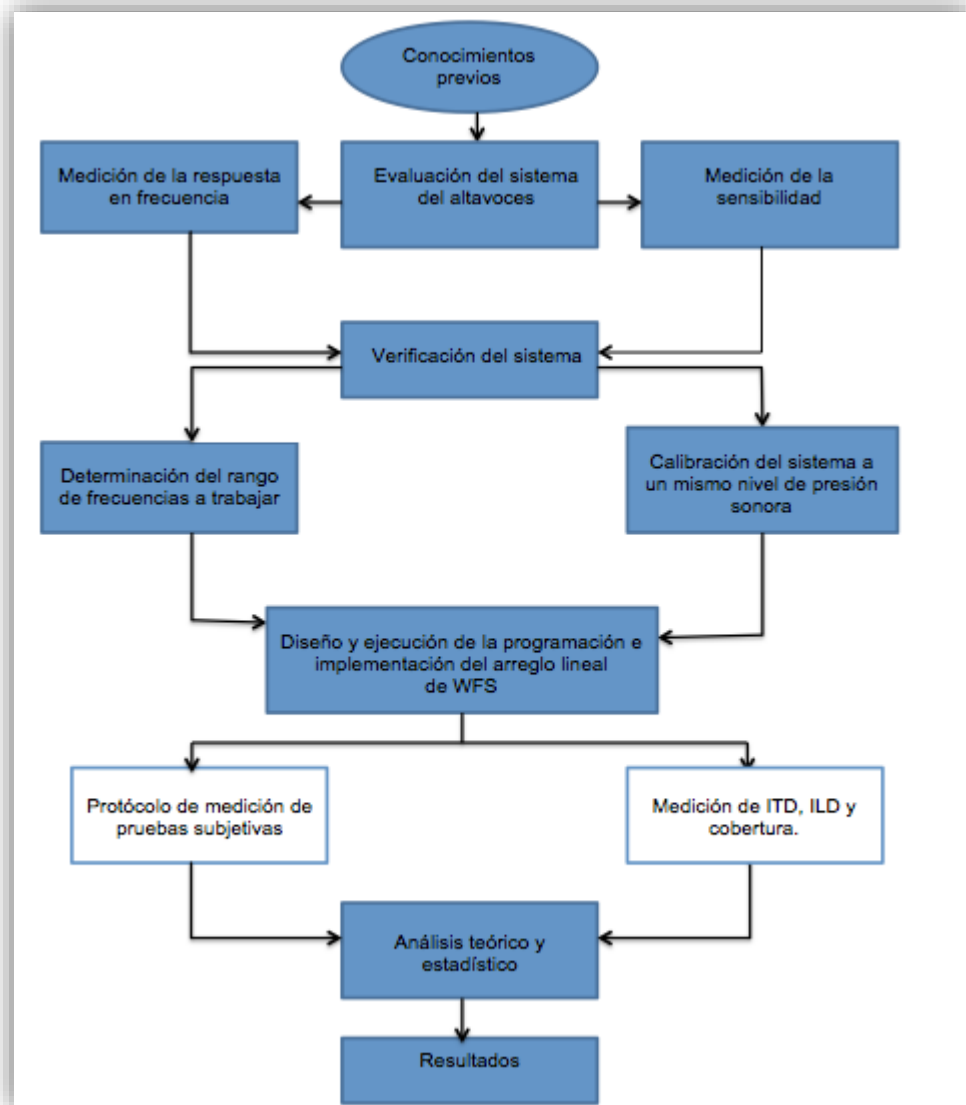 Conocimientos
previos
Medición de la respuesta
en frecuencia
Evaluación del sistema
del altavoces
Medición de la
sensibilidad
Verificación del sistema
Determinación del rango
de frecuencias a trabajar
Calibración del sistema a
un mismo nivel de presión
sonora
Diseño y ejecución de la programación e
implementación del arreglo lineal
de WFS
Protócolo de medición de
pruebas subjetivas
Medición de ITD, ILD y
cobertura.
Análisis teórico y
estadístico
Resultados